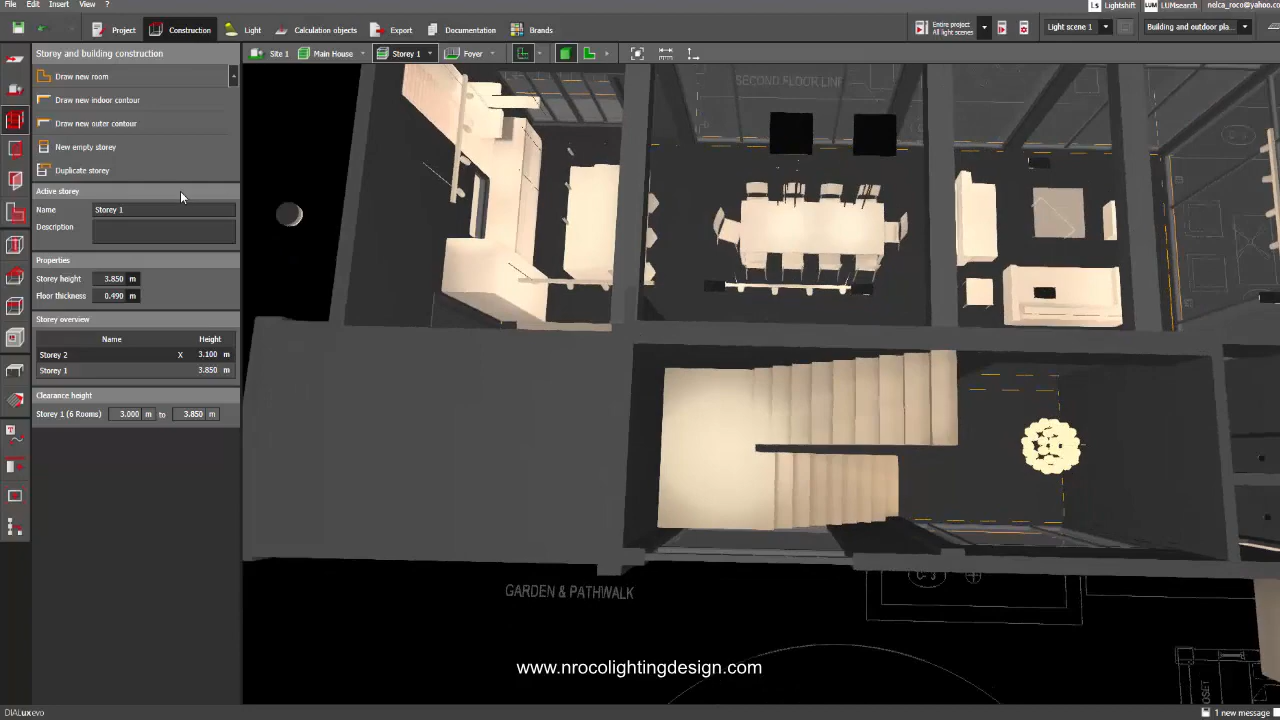 File Edit Insert View ?
Lightshift LUMsearch nelca_roco@yahoo.co
Project Construction Light Calculation objects Export Documentation Brands
Entire project
All light scenes
Light scene 1
Building and outdoor pla...
Storey and building construction
Site 1 Main House Storey 1 Foyer
Draw new room
Draw new indoor contour
Draw new outer contour
New empty storey
Duplicate storey
Active storey
Name Storey 1
Description
Properties
Storey height 3.850 m
Floor thickness 0.490 m
Storey overview
Name Height
Storey 2 X 3.100 m
Storey 1 3.850 m
Clearance height
Storey 1 (6 Rooms) 3.000 m to 3.850 m
SECOND FLOOR LINE
GARDEN & PATHWALK
www.nrocolightingdesign.com
DIALux evo
1 new message